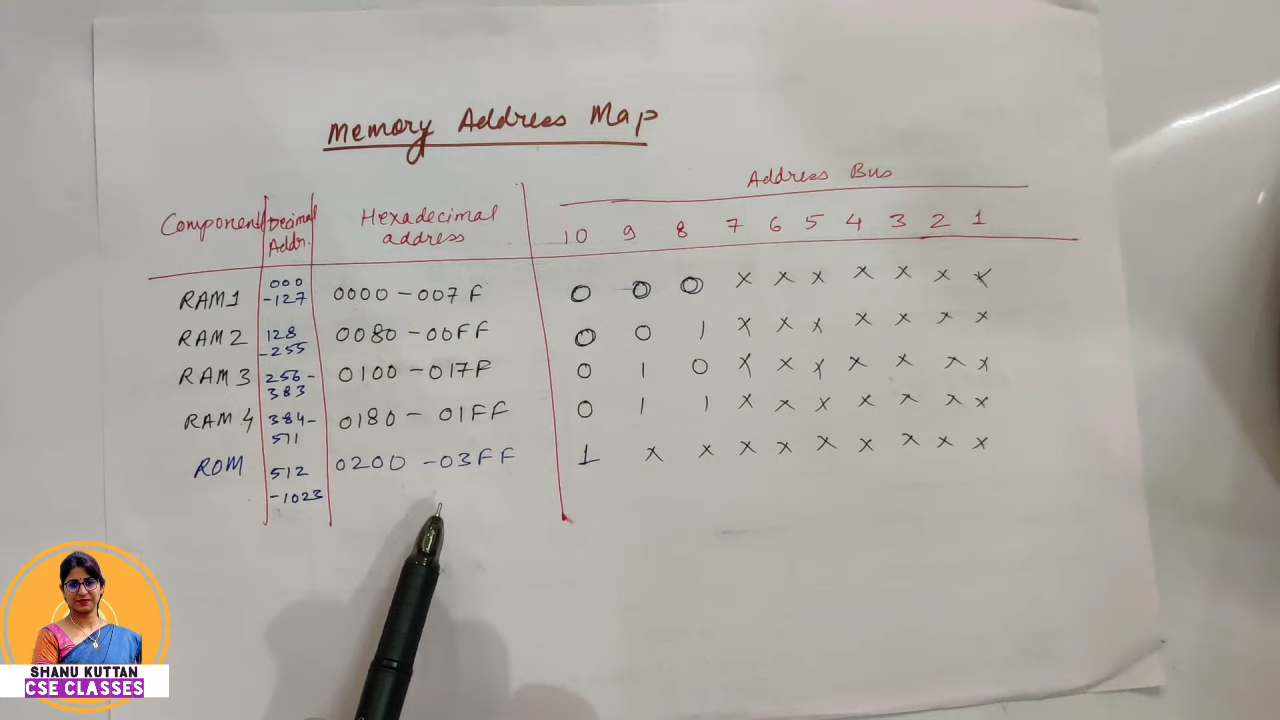 Memory Address Map
Address Bus
Component Decimal Addr. Hexadecimal address 10 9 8 7 6 5 4 3 2 1
RAM1 000 -127 0000 - 007F 0 0 0 x x x x x x x
RAM2 128 -255 0080 - 00FF 0 0 1 x x x x x x x
RAM3 256 - 383 0100 - 017F 0 1 0 x x x x x x x
RAM4 384 - 511 0180 - 01FF 0 1 1 x x x x x x x
ROM 512 -1023 0200 - 03FF 1 x x x x x x x x x
SHANU KUTTAN
CSE CLASSES